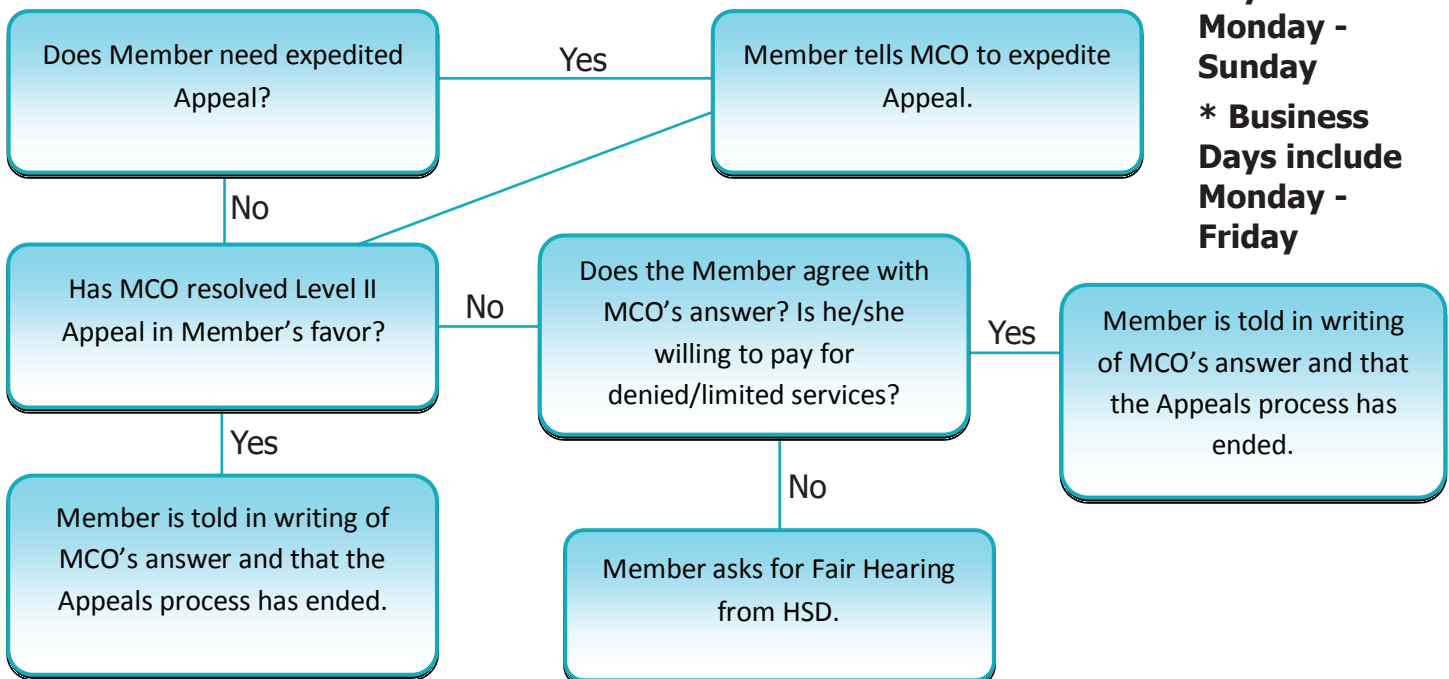 Does Member need expedited
Appeal?
Yes
Member tells MCO to expedite
Appeal.
Monday -
Sunday
* Business
Days include
Monday -
Friday
No
Has MCO resolved Level II
Appeal in Member’s favor?
No
Does the Member agree with
MCO’s answer? Is he/she
willing to pay for
denied/limited services?
Yes
Member is told in writing
of MCO’s answer and that
the Appeals process has
ended.
Yes
Member is told in writing of
MCO’s answer and that the
Appeals process has ended.
No
Member asks for Fair Hearing
from HSD.